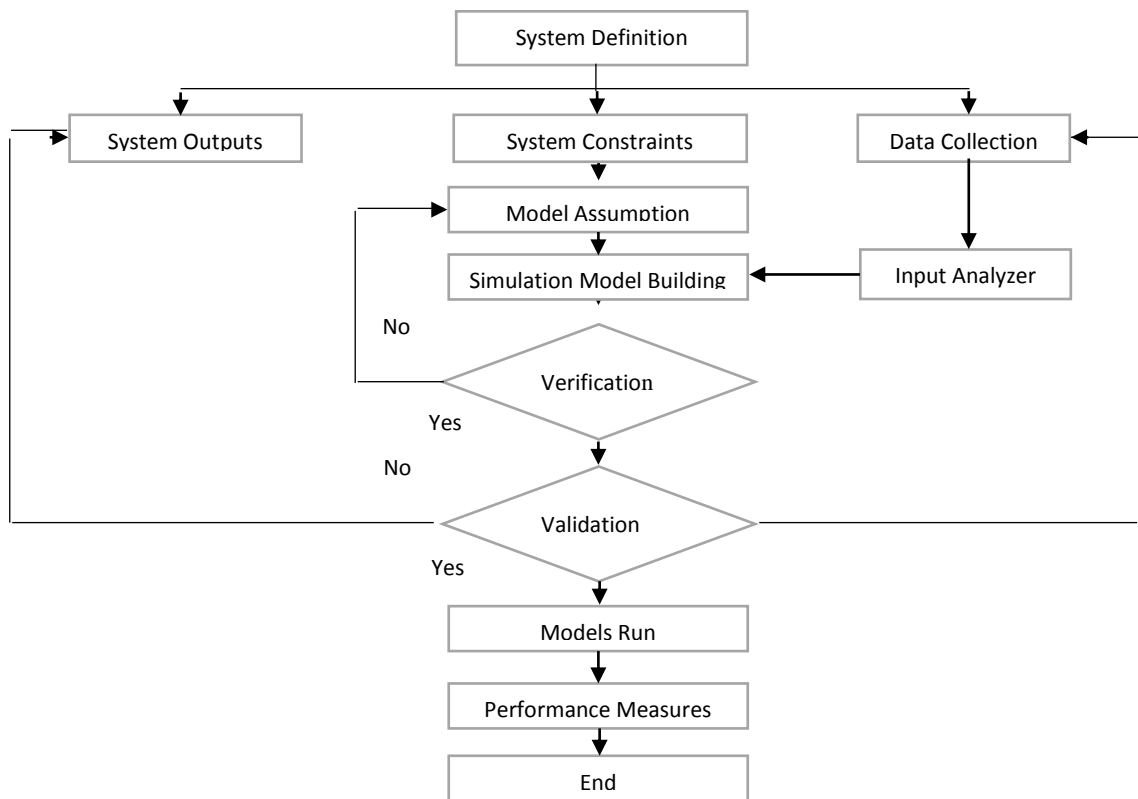 System Definition
System Outputs
System Constraints
Data Collection
Model Assumption
Simulation Model Building
Input Analyzer
No
Verification
Yes
No
Validation
Yes
Models Run
Performance Measures
End